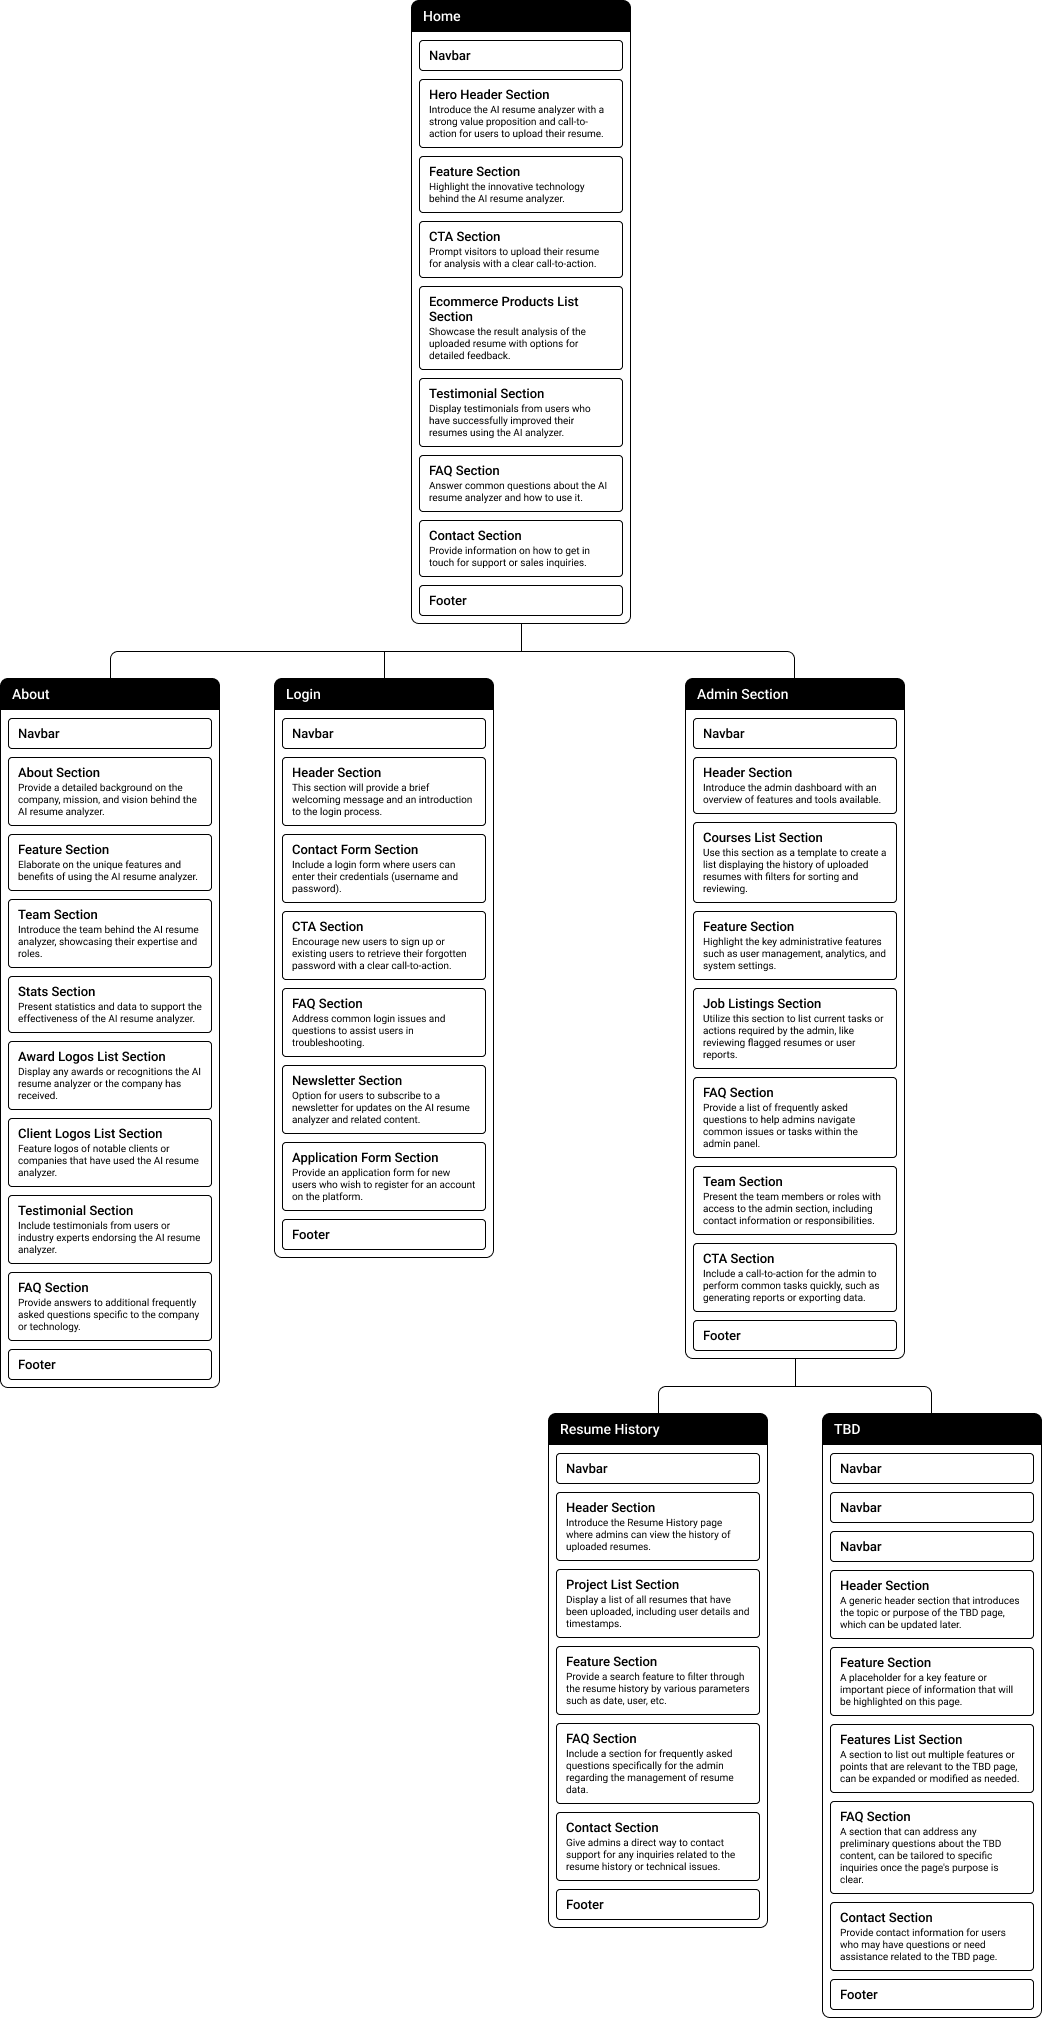 Home
Navbar
Hero Header Section
Introduce the AI resume analyzer with a
strong value proposition and call-to-
action for users to upload their resume.
Feature Section
Highlight the innovative technology
behind the AI resume analyzer.
CTA Section
Prompt visitors to upload their resume
for analysis with a clear call-to-action.
Ecommerce Products List
Section
Showcase the result analysis of the
uploaded resume with options for
detailed feedback.
Testimonial Section
Display testimonials from users who
have successfully improved their
resumes using the AI analyzer.
FAQ Section
Answer common questions about the AI
resume analyzer and how to use it.
Contact Section
Provide information on how to get in
touch for support or sales inquiries.
Footer
About
Navbar
About Section
Provide a detailed background on the
company, mission, and vision behind the
AI resume analyzer.
Feature Section
Elaborate on the unique features and
benefits of using the AI resume analyzer.
Team Section
Introduce the team behind the AI resume
analyzer, showcasing their expertise and
roles.
Stats Section
Present statistics and data to support the
effectiveness of the AI resume analyzer.
Award Logos List Section
Display any awards or recognitions the AI
resume analyzer or the company has
received.
Client Logos List Section
Feature logos of notable clients or
companies that have used the AI resume
analyzer.
Testimonial Section
Include testimonials from users or
industry experts endorsing the AI resume
analyzer.
FAQ Section
Provide answers to additional frequently
asked questions specific to the company
or technology.
Footer
Login
Navbar
Header Section
This section will provide a brief
welcoming message and an introduction
to the login process.
Contact Form Section
Include a login form where users can
enter their credentials (username and
password).
CTA Section
Encourage new users to sign up or
existing users to retrieve their forgotten
password with a clear call-to-action.
FAQ Section
Address common login issues and
questions to assist users in
troubleshooting.
Newsletter Section
Option for users to subscribe to a
newsletter for updates on the AI resume
analyzer and related content.
Application Form Section
Provide an application form for new
users who wish to register for an account
on the platform.
Footer
Admin Section
Navbar
Header Section
Introduce the admin dashboard with an
overview of features and tools available.
Courses List Section
Use this section as a template to create a
list displaying the history of uploaded
resumes with filters for sorting and
reviewing.
Feature Section
Highlight the key administrative features
such as user management, analytics, and
system settings.
Job Listings Section
Utilize this section to list current tasks or
actions required by the admin, like
reviewing flagged resumes or user
reports.
FAQ Section
Provide a list of frequently asked
questions to help admins navigate
common issues or tasks within the
admin panel.
Team Section
Present the team members or roles with
access to the admin section, including
contact information or responsibilities.
CTA Section
Include a call-to-action for the admin to
perform common tasks quickly, such as
generating reports or exporting data.
Footer
Resume History
Navbar
Header Section
Introduce the Resume History page
where admins can view the history of
uploaded resumes.
Project List Section
Display a list of all resumes that have
been uploaded, including user details and
timestamps.
Feature Section
Provide a search feature to filter through
the resume history by various parameters
such as date, user, etc.
FAQ Section
Include a section for frequently asked
questions specifically for the admin
regarding the management of resume
data.
Contact Section
Give admins a direct way to contact
support for any inquiries related to the
resume history or technical issues.
Footer
TBD
Navbar
Navbar
Navbar
Header Section
A generic header section that introduces
the topic or purpose of the TBD page,
which can be updated later.
Feature Section
A placeholder for a key feature or
important piece of information that will
be highlighted on this page.
Features List Section
A section to list out multiple features or
points that are relevant to the TBD page,
can be expanded or modified as needed.
FAQ Section
A section that can address any
preliminary questions about the TBD
content, can be tailored to specific
inquiries once the page's purpose is
clear.
Contact Section
Provide contact information for users
who may have questions or need
assistance related to the TBD page.
Footer